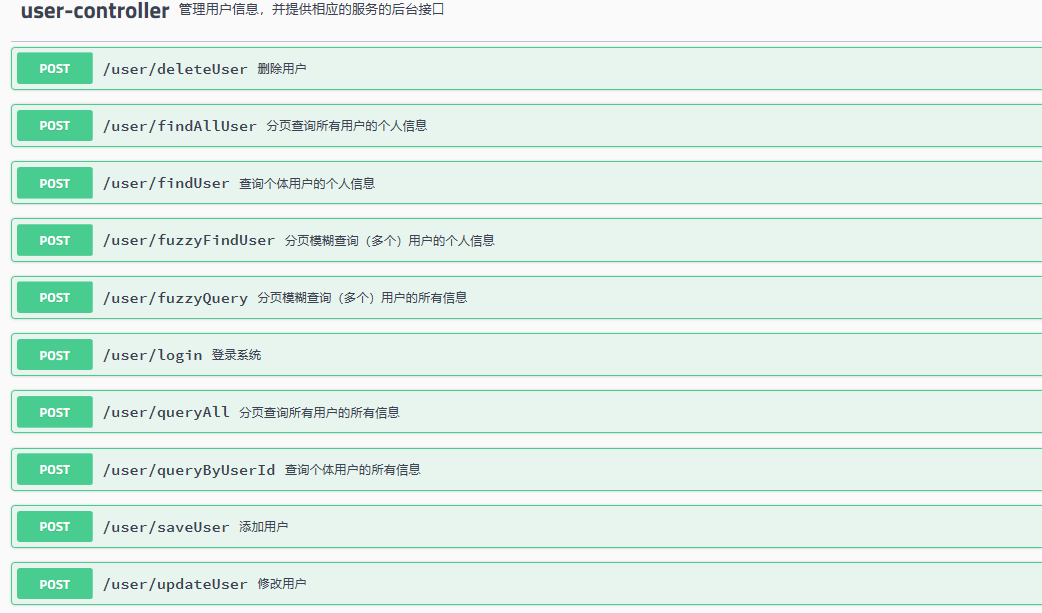 user-controller 管理用户信息，并提供相应的服务的后台接口
POST /user/deleteUser 删除用户
POST /user/findAllUser 分页查询所有用户的个人信息
POST /user/findUser 查询个体用户的个人信息
POST /user/fuzzyFindUser 分页模糊查询（多个）用户的个人信息
POST /user/fuzzyQuery 分页模糊查询（多个）用户的所有信息
POST /user/login 登录系统
POST /user/queryAll 分页查询所有用户的所有信息
POST /user/queryByUserId 查询个体用户的所有信息
POST /user/saveUser 添加用户
POST /user/updateUser 修改用户